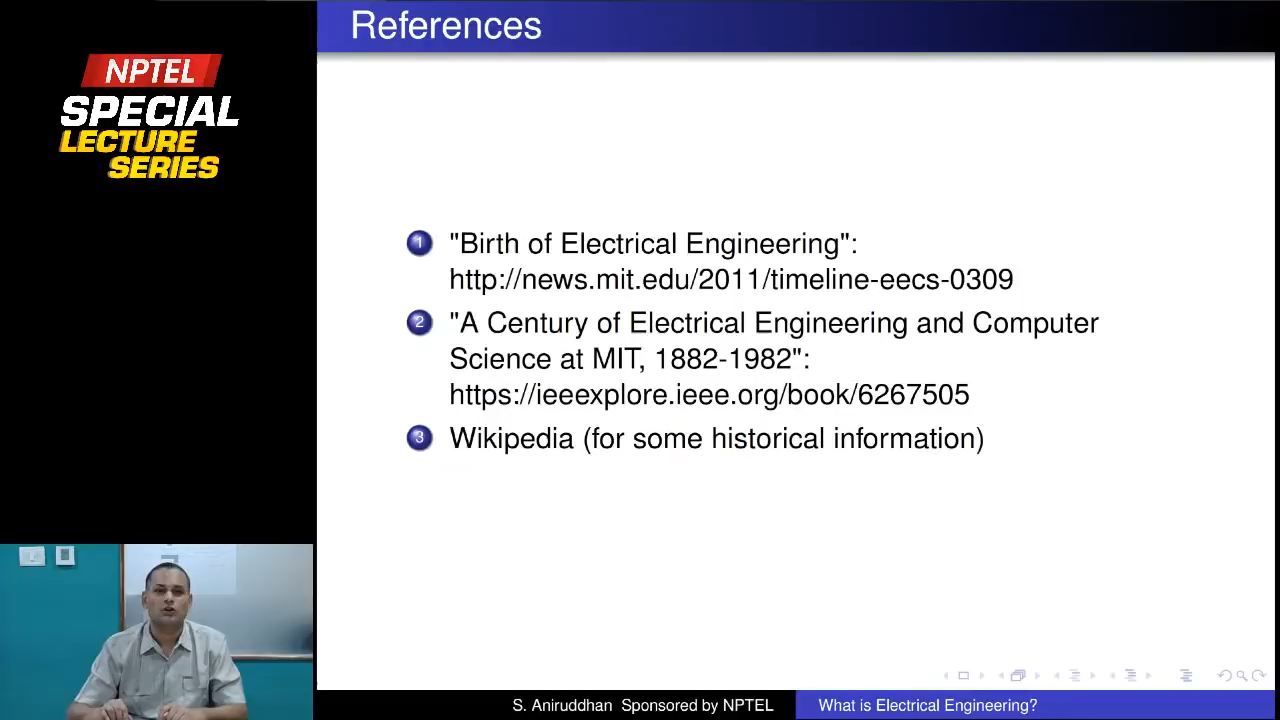 References
NPTEL
SPECIAL
LECTURE
SERIES
1 "Birth of Electrical Engineering":
http://news.mit.edu/2011/timeline-eecs-0309
2 "A Century of Electrical Engineering and Computer
Science at MIT, 1882-1982":
https://ieeexplore.ieee.org/book/6267505
3 Wikipedia (for some historical information)
S. Aniruddhan Sponsored by NPTEL
What is Electrical Engineering?